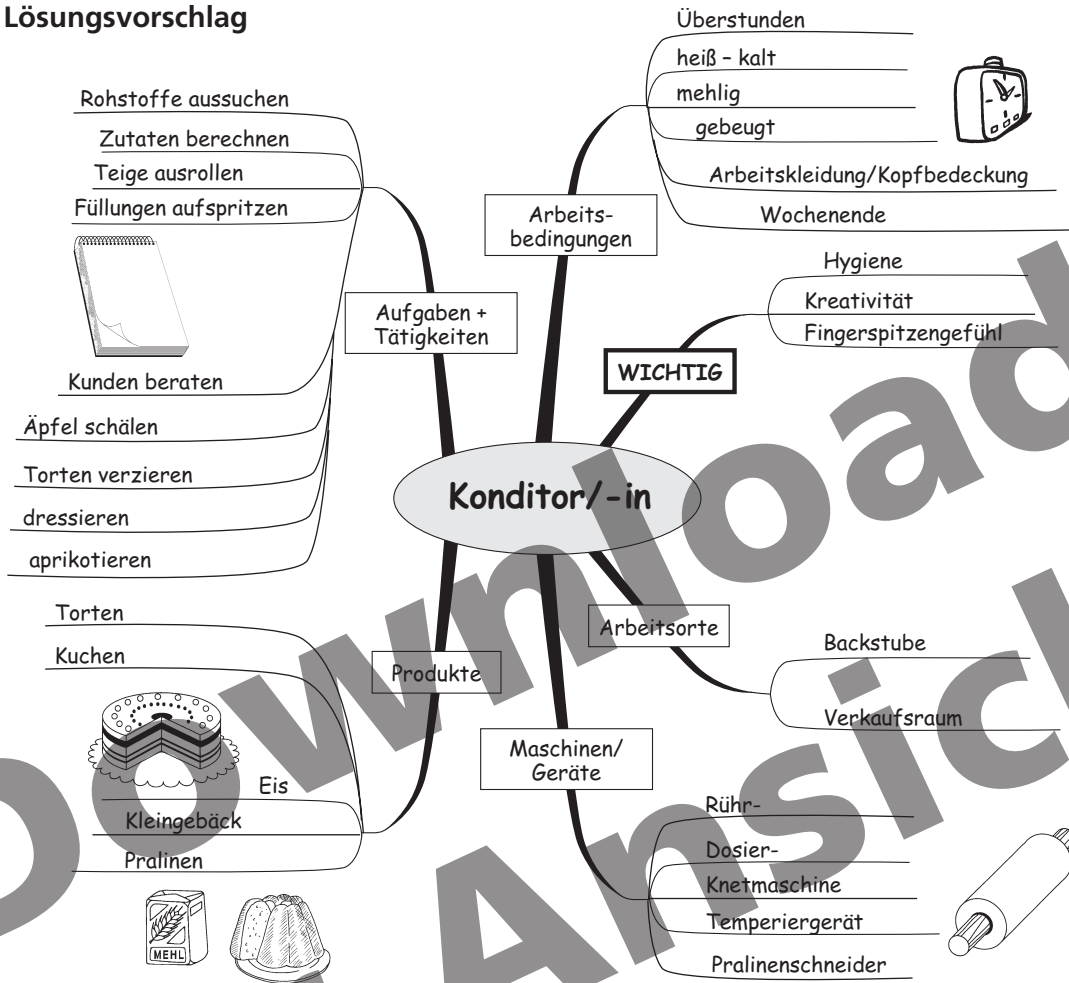 Lösungsvorschlag
Rohstoffe aussuchen
Zutaten berechnen
Teige ausrollen
Füllungen aufspritzen
Aufgaben +
Tätigkeiten
Kunden beraten
Äpfel schälen
Torten verzieren
dressieren
aprikotieren
Überstunden
heiß – kalt
mehlig
gebeugt
Arbeitskleidung/Kopfbedeckung
Wochenende
Arbeits-
bedingungen
Hygiene
Kreativität
Fingerspitzengefühl
WICHTIG
Konditor/-in
Arbeitsorte
Backstube
Verkaufsraum
Torten
Kuchen
Produkte
Eis
Kleingebäck
Pralinen
MEHL
Maschinen/
Geräte
Rühr-
Dosier-
Knetmaschine
Temperiergerät
Pralinenschneider
Download
Ansich